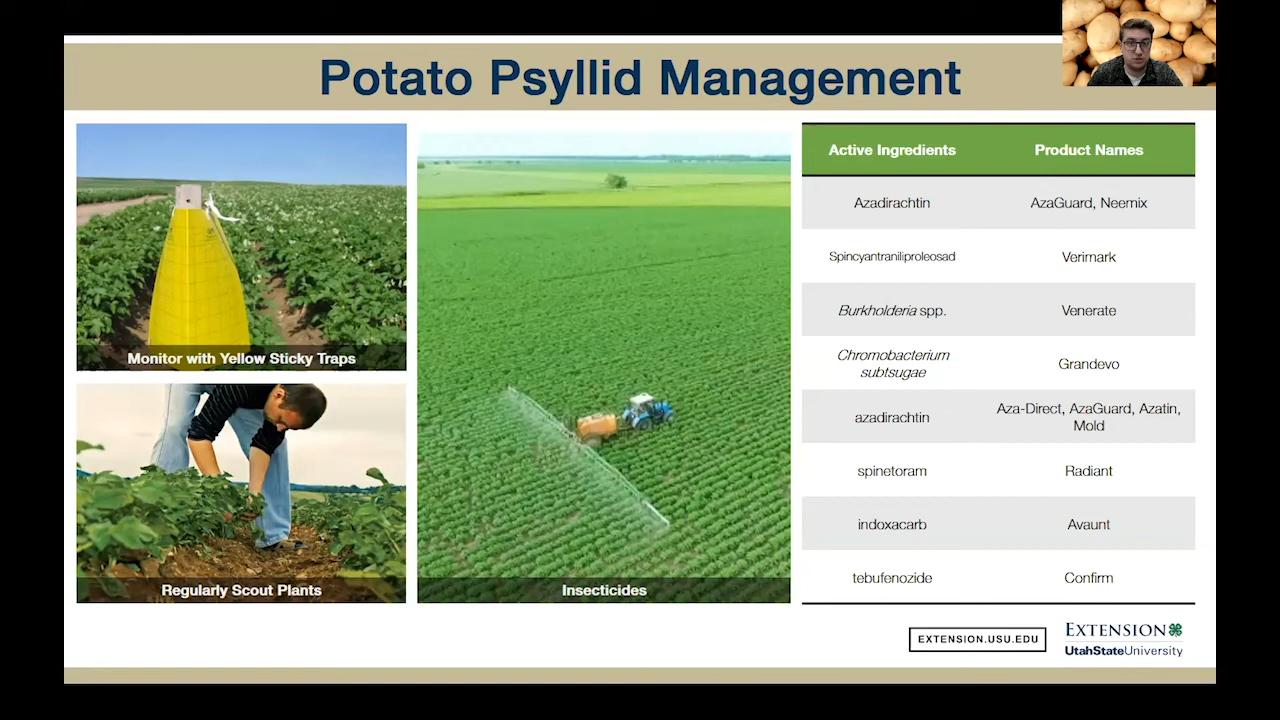 Potato Psyllid Management
Monitor with Yellow Sticky Traps
Regularly Scout Plants
Insecticides
Active Ingredients Product Names
Azadirachtin AzaGuard, Neemix
Spincyantraniliproleosad Verimark
Burkholderia spp. Venerate
Chromobacterium
subtsugae Grandevo
azadirachtin Aza-Direct, AzaGuard, Azatin,
Mold
spinetoram Radiant
indoxacarb Avaunt
tebufenozide Confirm
EXTENSION.USU.EDU
EXTENSION
UtahStateUniversity